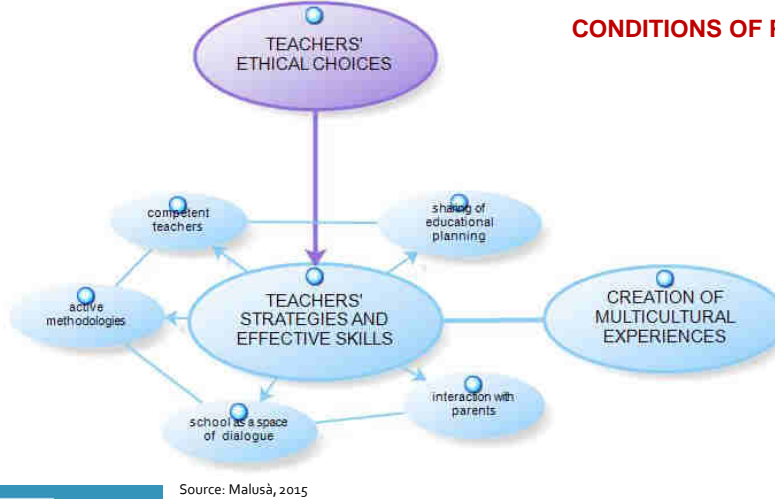 CONDITIONS OF
TEACHERS'
ETHICAL CHOICES
competent
teachers
sharing of
educational
planning
active
methodologies
TEACHERS'
STRATEGIES AND
EFFECTIVE SKILLS
CREATION OF
MULTICULTURAL
EXPERIENCES
interaction with
parents
school as a space
of dialogue
Source: Malusà, 2015